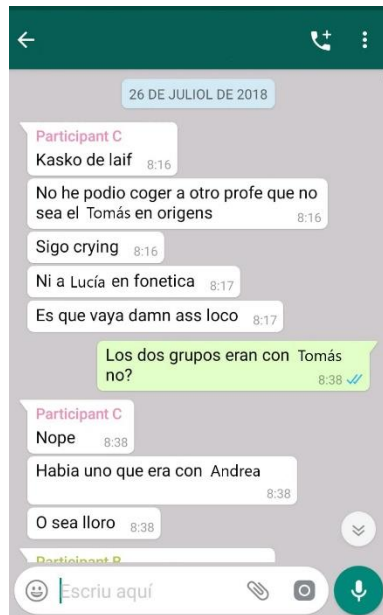 26 DE JULIOL DE 2018
Participant C
Kasko de laif 8:16
No he podio coger a otro profe que no
sea el Tomás en origens 8:16
Sigo crying 8:16
Ni a Lucía en fonetica 8:17
Es que vaya damn ass loco 8:17
Los dos grupos eran con Tomás
no? 8:38
Participant C
Nope 8:38
Habia uno que era con Andrea
8:38
O sea lloro 8:38
Participant B
Escriu aquí